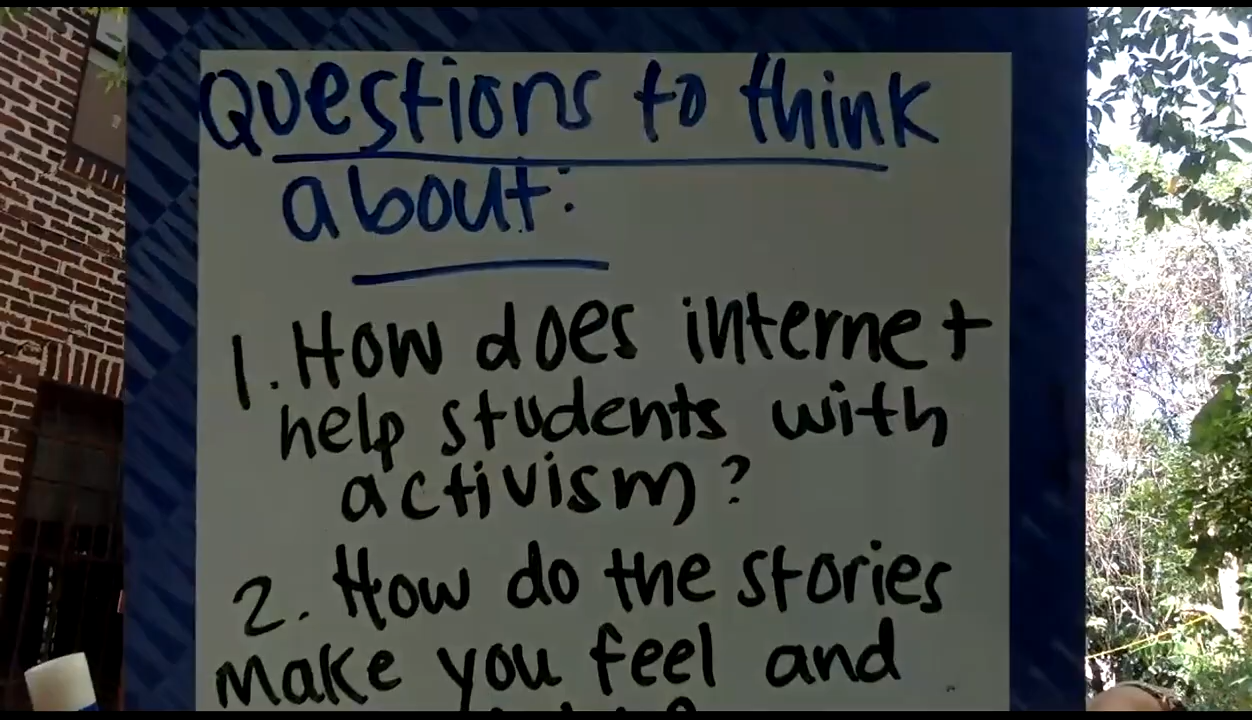 Questions to think
about:
1. How does internet
help students with
activism?
2. How do the stories
make you feel and